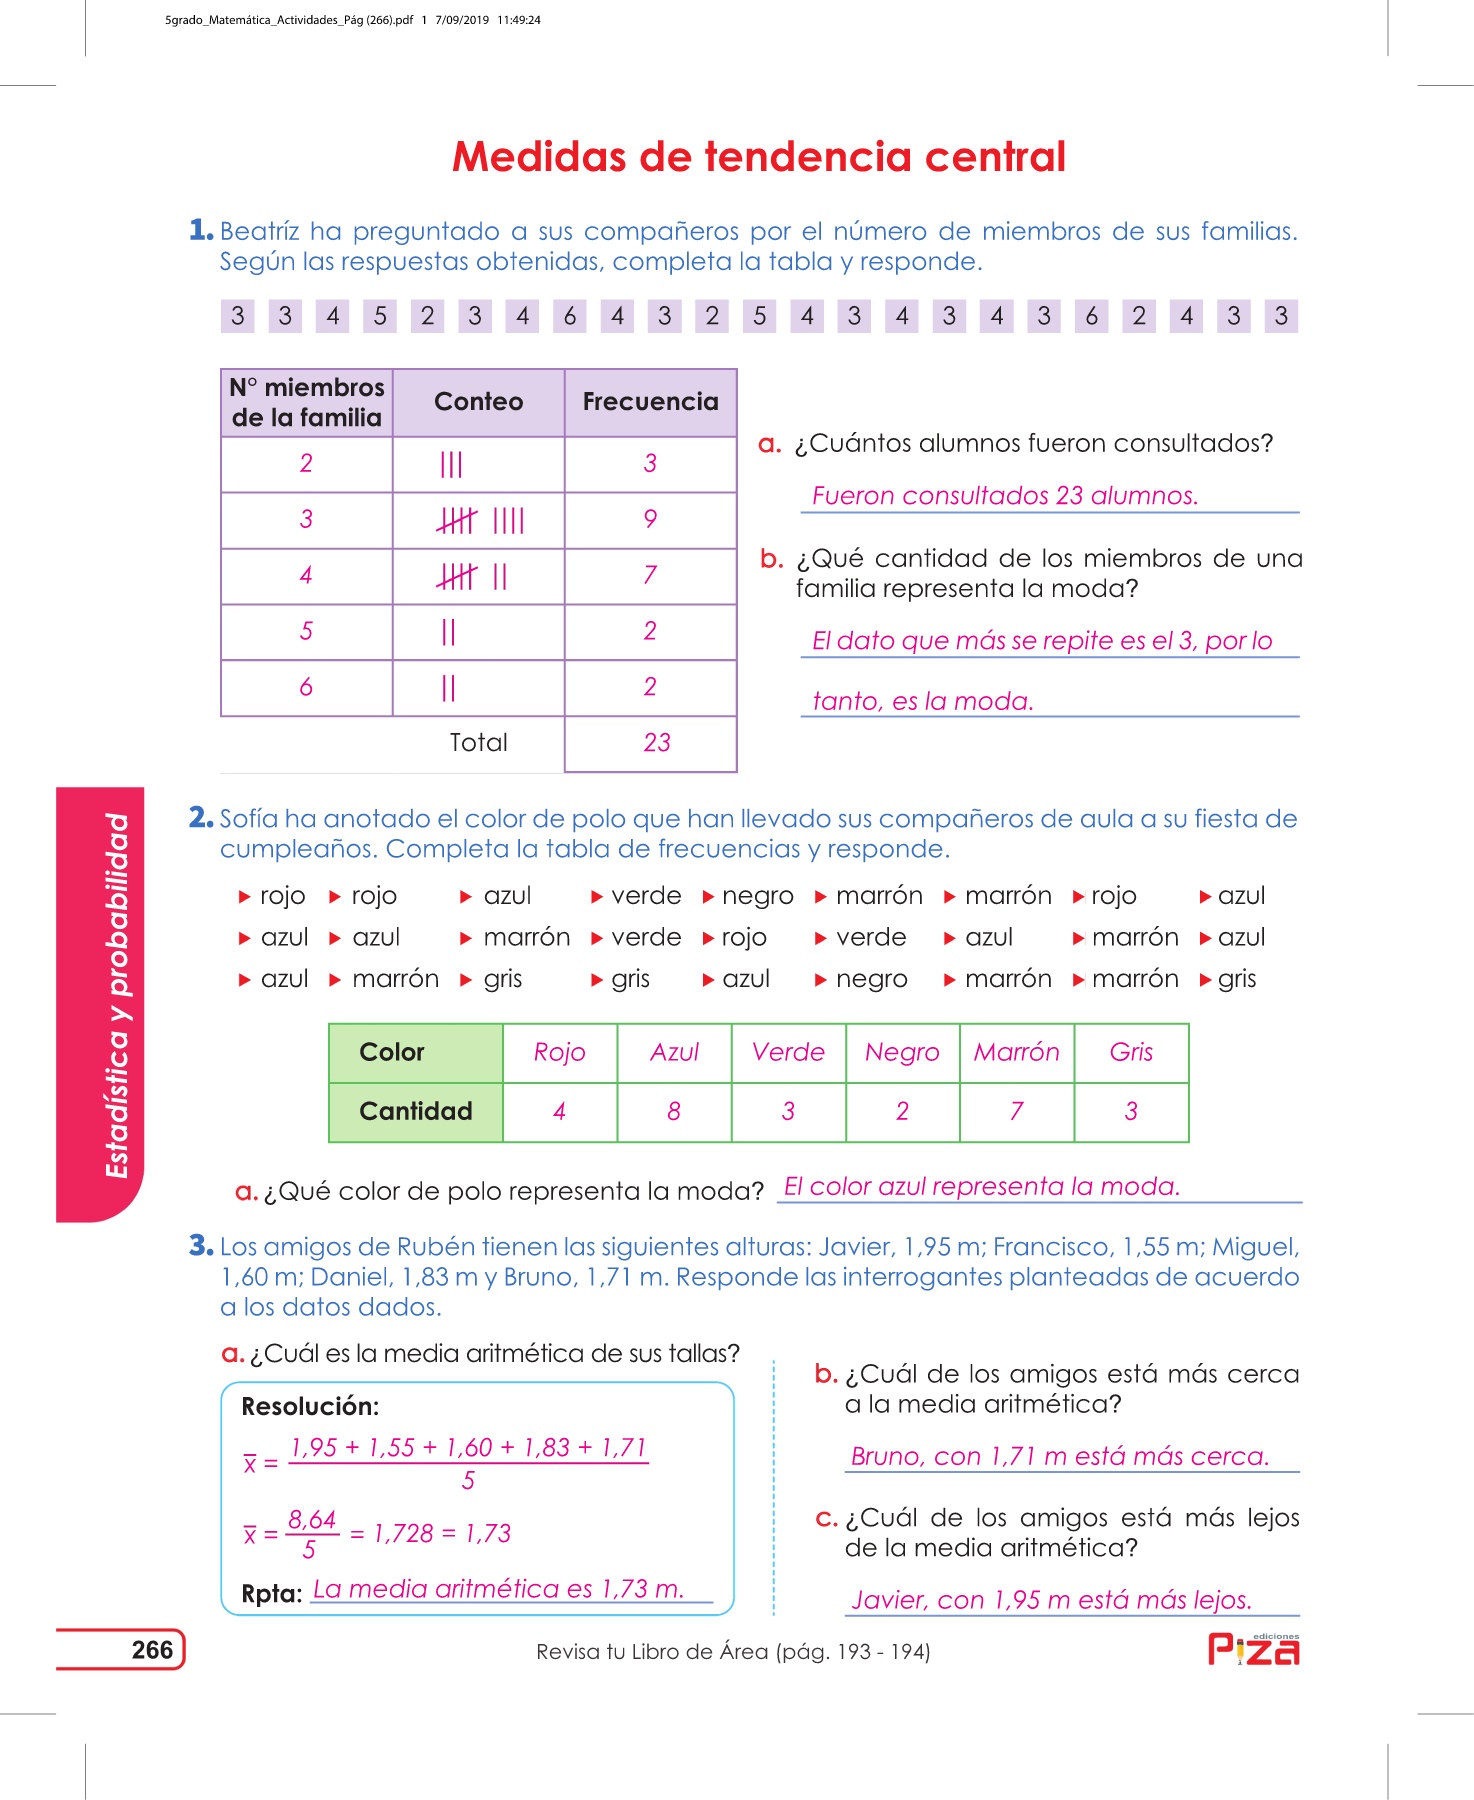 5grado_Matemática_Actividades_Pág (266).pdf 1 7/09/2019 11:49:24
Medidas de tendencia central
1. Beatríz ha preguntado a sus compañeros por el número de miembros de sus familias.
Según las respuestas obtenidas, completa la tabla y responde.
3 3 4 5 2 3 4 6 4 3 2 5 4 3 4 3 4 3 6 2 4 3 3
N° miembros de la familia Conteo Frecuencia
2 3
3 9
4 7
5 2
6 2
Total 23
a. ¿Cuántos alumnos fueron consultados?
Fueron consultados 23 alumnos.
b. ¿Qué cantidad de los miembros de una
familia representa la moda?
El dato que más se repite es el 3, por lo
tanto, es la moda.
Estadística y probabilidad
2. Sofía ha anotado el color de polo que han llevado sus compañeros de aula a su fiesta de
cumpleaños. Completa la tabla de frecuencias y responde.
rojo rojo azul verde negro marrón marrón rojo azul
azul azul marrón verde rojo verde azul marrón azul
azul marrón gris gris azul negro marrón marrón gris
Color Rojo Azul Verde Negro Marrón Gris
Cantidad 4 8 3 2 7 3
a. ¿Qué color de polo representa la moda? El color azul representa la moda.
3. Los amigos de Rubén tienen las siguientes alturas: Javier, 1,95 m; Francisco, 1,55 m; Miguel,
1,60 m; Daniel, 1,83 m y Bruno, 1,71 m. Responde las interrogantes planteadas de acuerdo
a los datos dados.
a. ¿Cuál es la media aritmética de sus tallas?
Resolución:
x̅ = 1,95 + 1,55 + 1,60 + 1,83 + 1,71
5
x̅ = 8,64 / 5 = 1,728 = 1,73
Rpta: La media aritmética es 1,73 m.
b. ¿Cuál de los amigos está más cerca
a la media aritmética?
Bruno, con 1,71 m está más cerca.
c. ¿Cuál de los amigos está más lejos
de la media aritmética?
Javier, con 1,95 m está más lejos.
266
Revisa tu Libro de Área (pág. 193 - 194)
ediciones
Piza